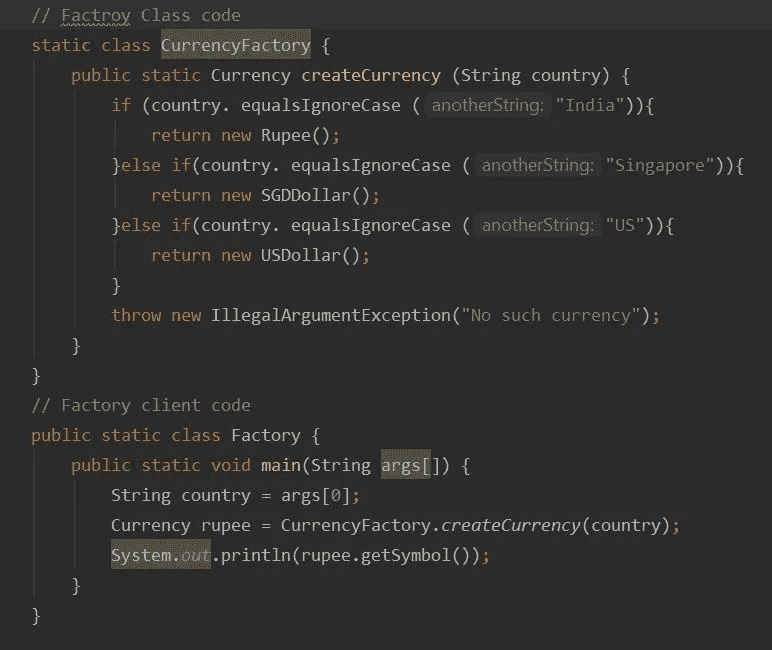 // Factroy Class code
static class CurrencyFactory {
public static Currency createCurrency (String country) {
if (country. equalsIgnoreCase ( anotherString: "India")){
return new Rupee();
}else if(country. equalsIgnoreCase ( anotherString: "Singapore")){
return new SGDDollar();
}else if(country. equalsIgnoreCase ( anotherString: "US")){
return new USDollar();
}
throw new IllegalArgumentException("No such currency");
}
}
// Factory client code
public static class Factory {
public static void main(String args[]) {
String country = args[0];
Currency rupee = CurrencyFactory.createCurrency(country);
System.out.println(rupee.getSymbol());
}
}